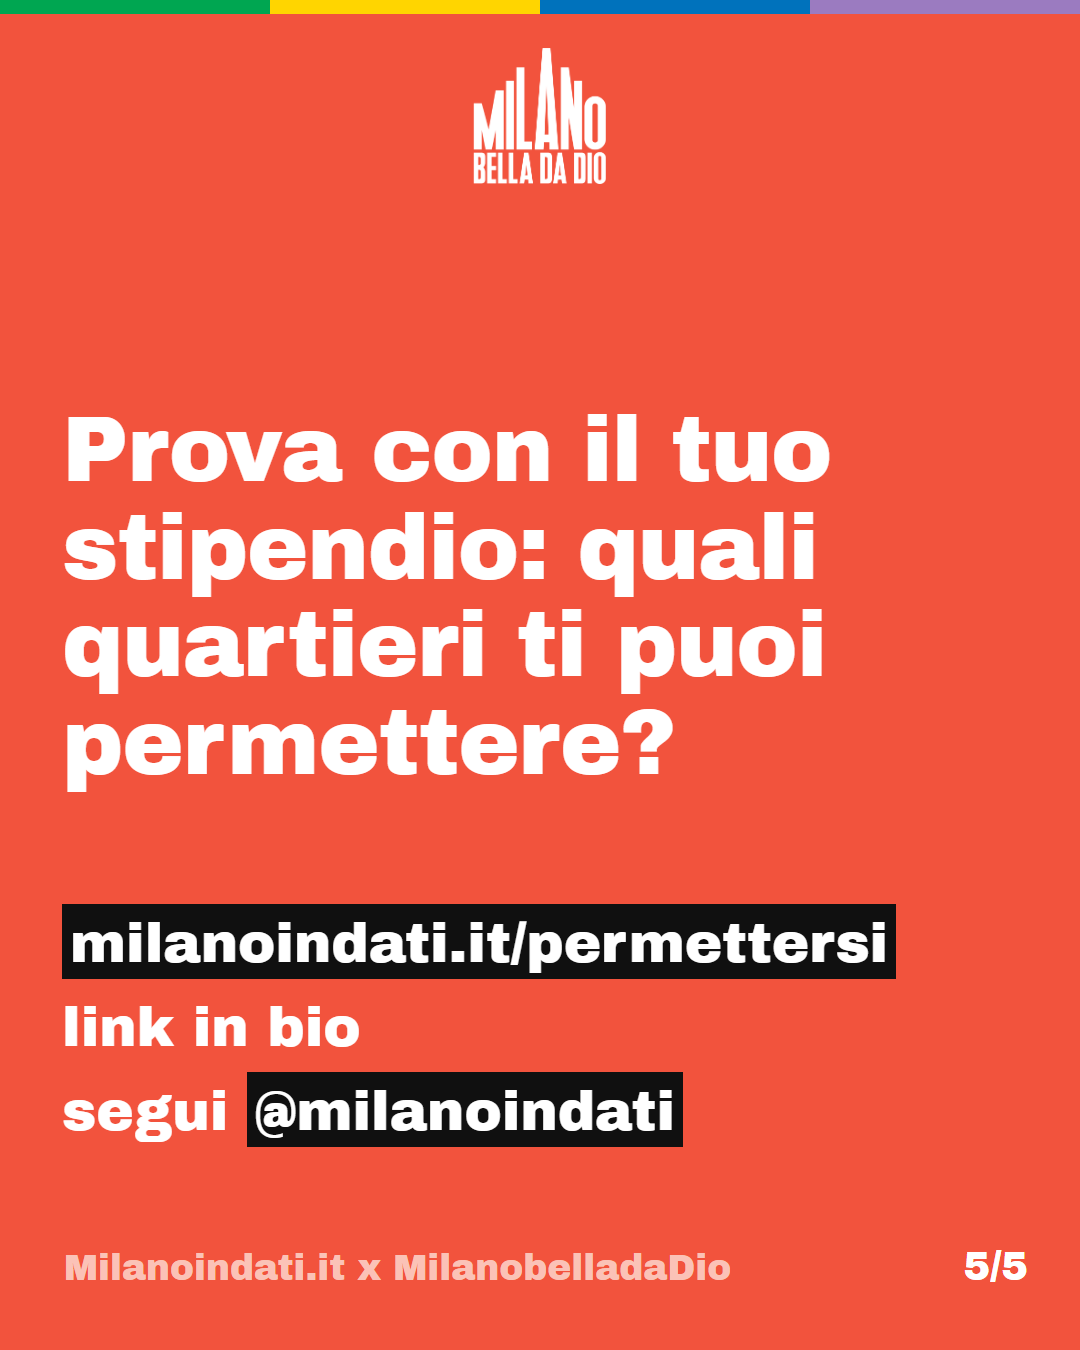 MILANO
BELLA DA DIO
Prova con il tuo
stipendio: quali
quartieri ti puoi
permettere?
milanoindati.it/permettersi
link in bio
segui @milanoindati
Milanoindati.it x MilanobelladaDio
5/5